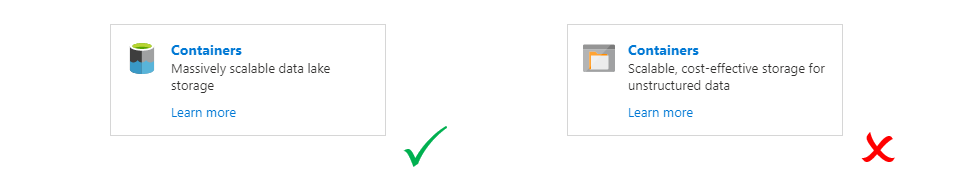 Containers
Massively scalable data lake
storage
Learn more
Containers
Scalable, cost-effective storage for
unstructured data
Learn more